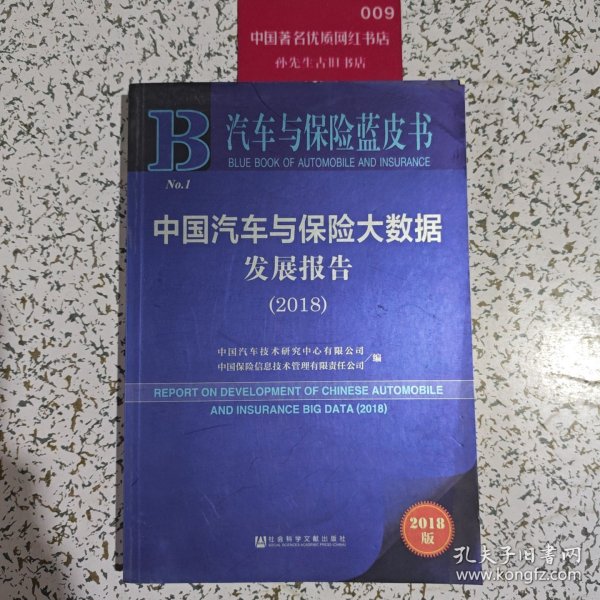 009
中国著名优质网红书店
孙先生古旧书店
B
汽车与保险蓝皮书
BLUE BOOK OF AUTOMOBILE AND INSURANCE
No.1
中国汽车与保险大数据
发展报告
(2018)
中国汽车技术研究中心有限公司
中国保险信息技术管理有限责任公司
/编
REPORT ON DEVELOPMENT OF CHINESE AUTOMOBILE
AND INSURANCE BIG DATA (2018)
2018
版
社会科学文献出版社
SOCIAL SCIENCES ACADEMIC PRESS (CHINA)
孔夫子旧书网
www.kongfz.com